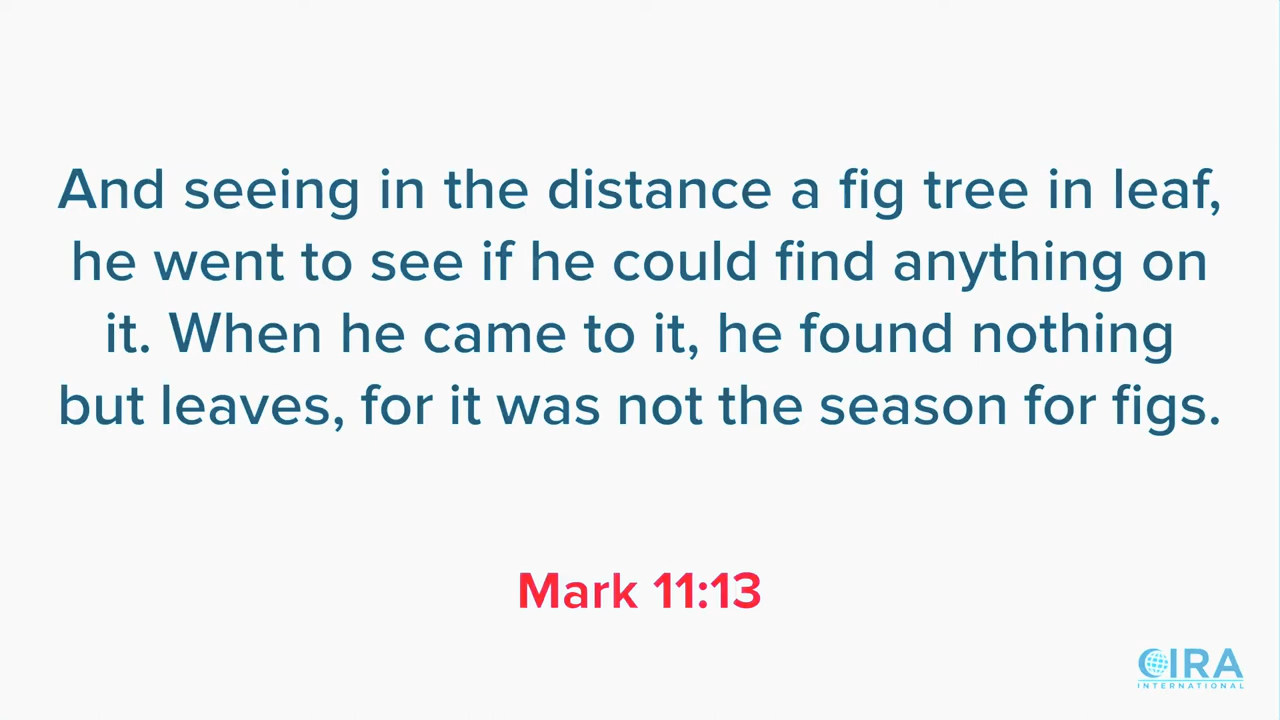 And seeing in the distance a fig tree in leaf,
he went to see if he could find anything on
it. When he came to it, he found nothing
but leaves, for it was not the season for figs.
Mark 11:13
CIRA
INTERNATIONAL